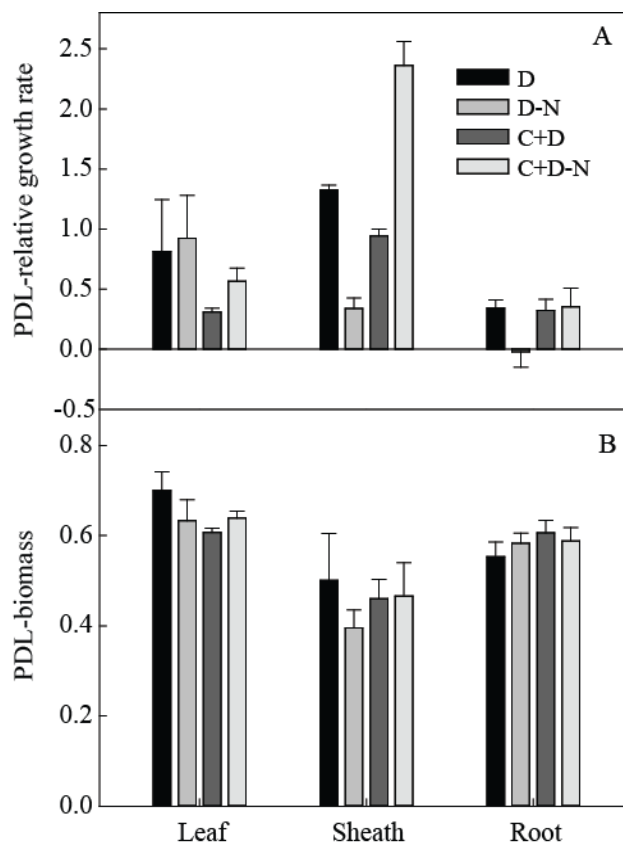 A
2.5
2.0
1.5
1.0
0.5
0.0
-0.5
PDL-relative growth rate
D
D-N
C+D
C+D-N
B
0.8
0.6
0.4
0.2
0.0
PDL-biomass
Leaf Sheath Root